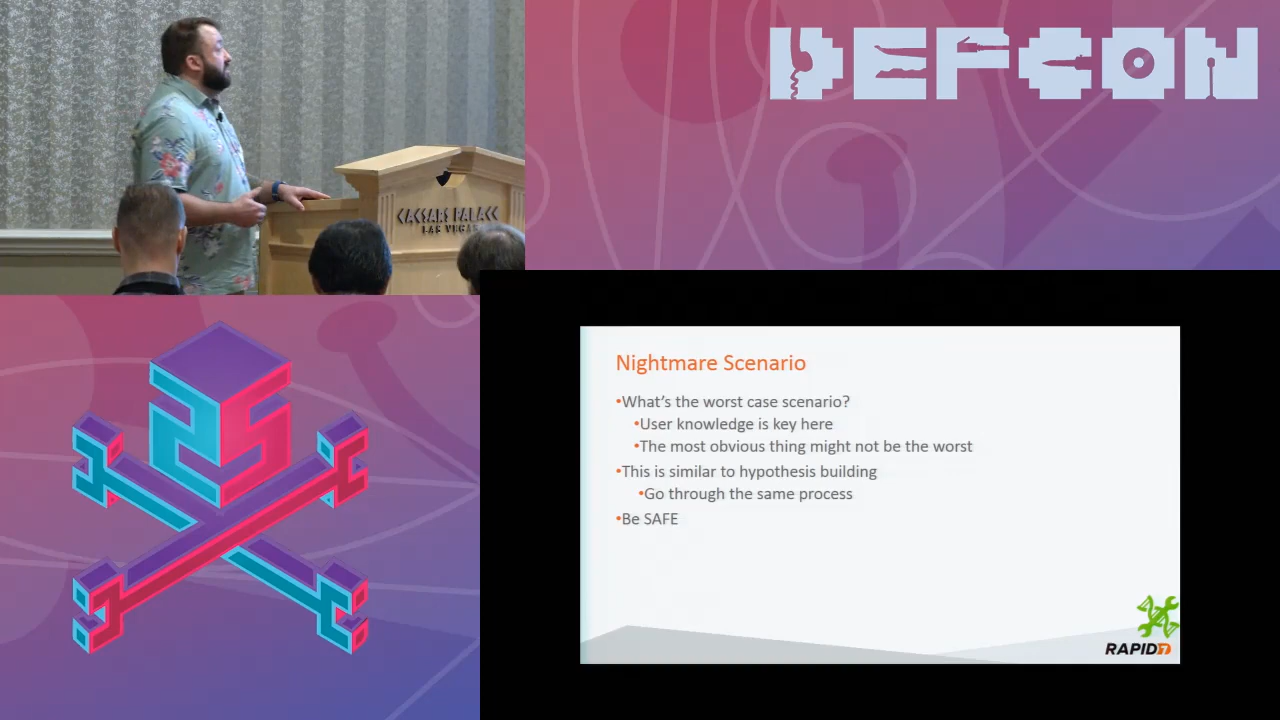 DEFCON
CAESARS PALACE
LAS VEGAS
Nightmare Scenario
•What's the worst case scenario?
•User knowledge is key here
•The most obvious thing might not be the worst
•This is similar to hypothesis building
•Go through the same process
•Be SAFE
RAPID7